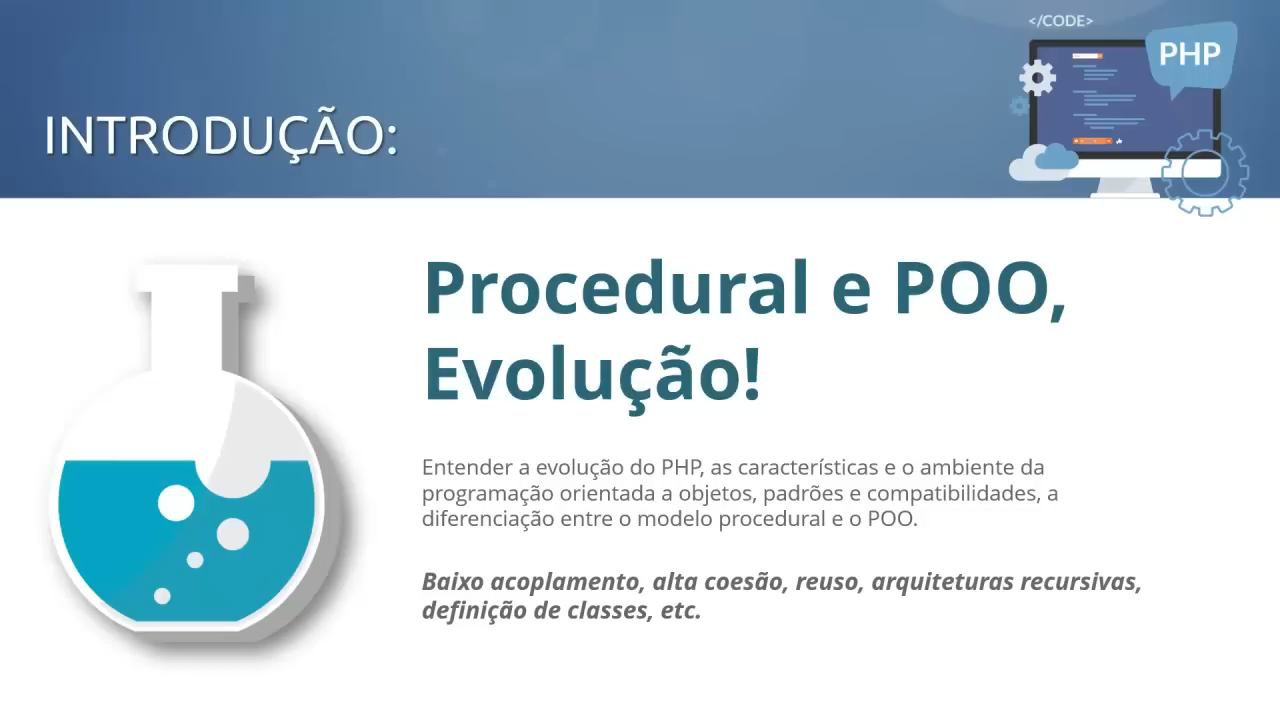 </CODE>
PHP
INTRODUÇÃO:
Procedural e POO,
Evolução!
Entender a evolução do PHP, as características e o ambiente da
programação orientada a objetos, padrões e compatibilidades, a
diferenciação entre o modelo procedural e o POO.
Baixo acoplamento, alta coesão, reuso, arquiteturas recursivas,
definição de classes, etc.